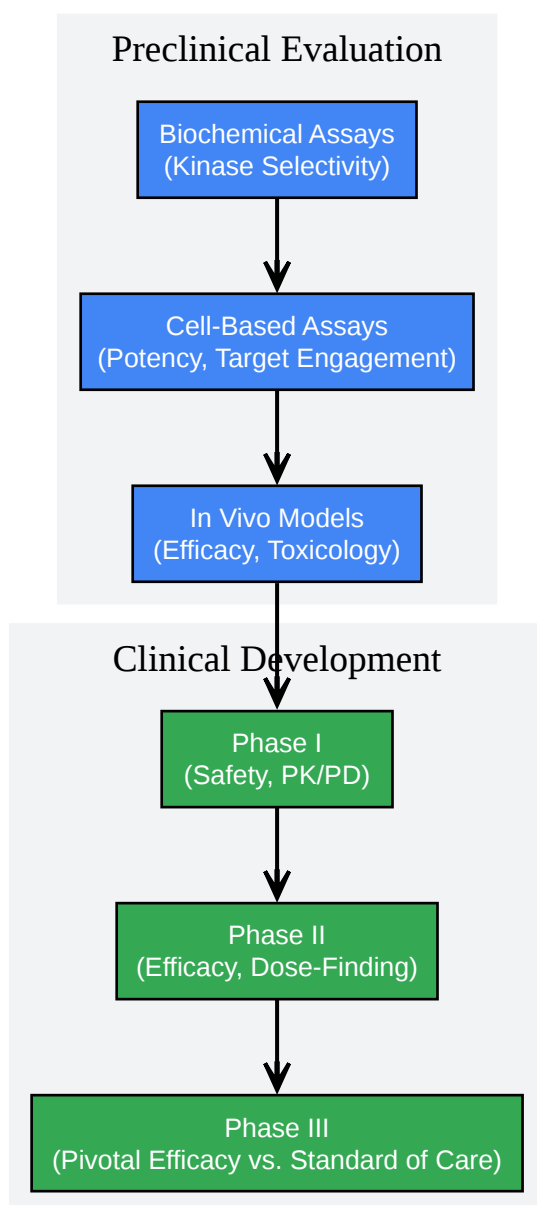 Preclinical Evaluation
Biochemical Assays
(Kinase Selectivity)
Cell-Based Assays
(Potency, Target Engagement)
In Vivo Models
(Efficacy, Toxicology)
Clinical Development
Phase I
(Safety, PK/PD)
Phase II
(Efficacy, Dose-Finding)
Phase III
(Pivotal Efficacy vs. Standard of Care)